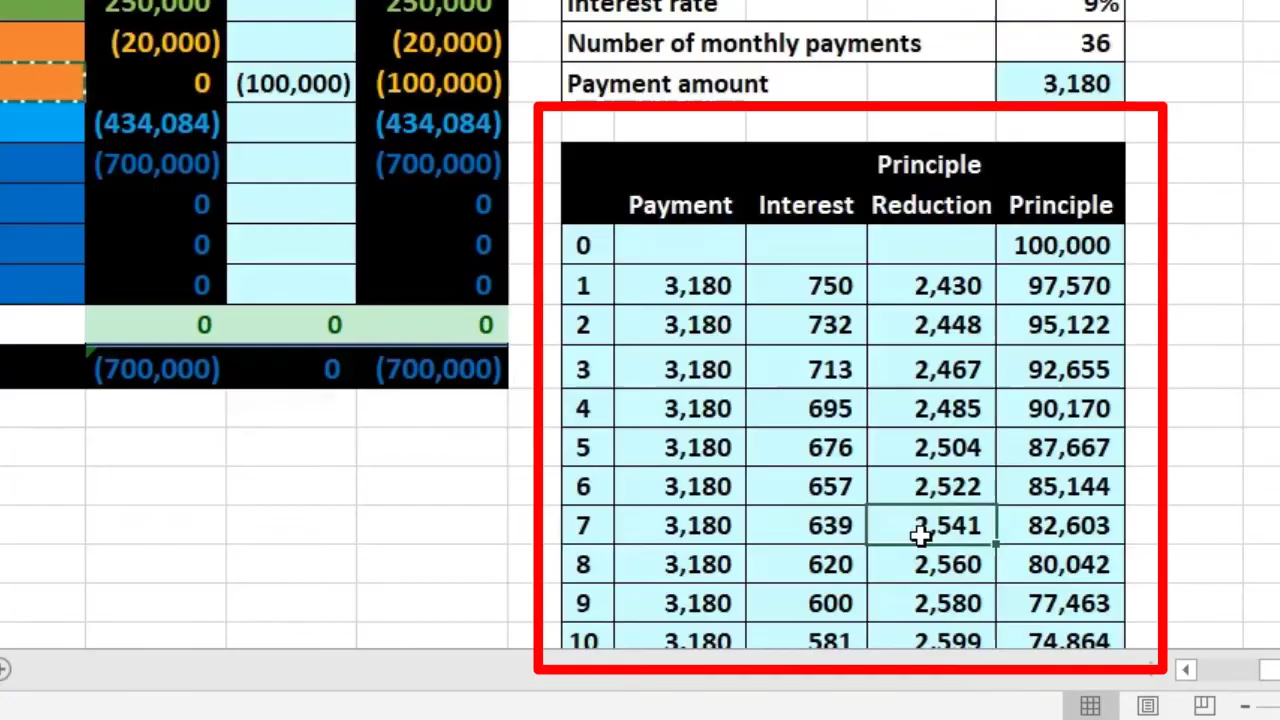 250,000 250,000 Interest rate 9%
(20,000) (20,000) Number of monthly payments 36
0 (100,000) (100,000) Payment amount 3,180
(434,084) (434,084)
(700,000) (700,000) Principle
0 0 Payment Interest Reduction Principle
0 0 0 100,000
0 0 1 3,180 750 2,430 97,570
0 0 0 2 3,180 732 2,448 95,122
(700,000) 0 (700,000) 3 3,180 713 2,467 92,655
4 3,180 695 2,485 90,170
5 3,180 676 2,504 87,667
6 3,180 657 2,522 85,144
7 3,180 639 2,541 82,603
8 3,180 620 2,560 80,042
9 3,180 600 2,580 77,463
10 3,180 581 2,599 74,864